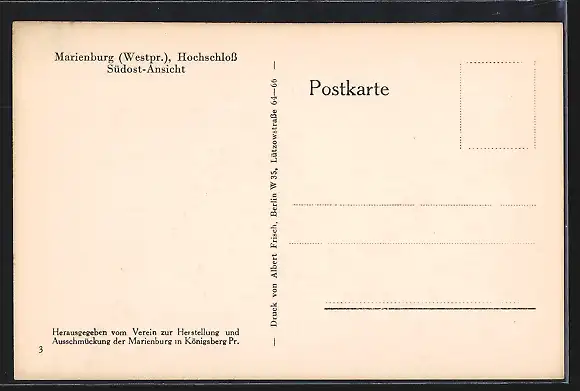 Marienburg (Westpr.), Hochschloß
Südost-Ansicht
Herausgegeben vom Verein zur Herstellung und
Ausschmückung der Marienburg in Königsberg Pr.
3
— Druck von Albert Frisch, Berlin W 35, Lützowstraße 64—66 —
Postkarte